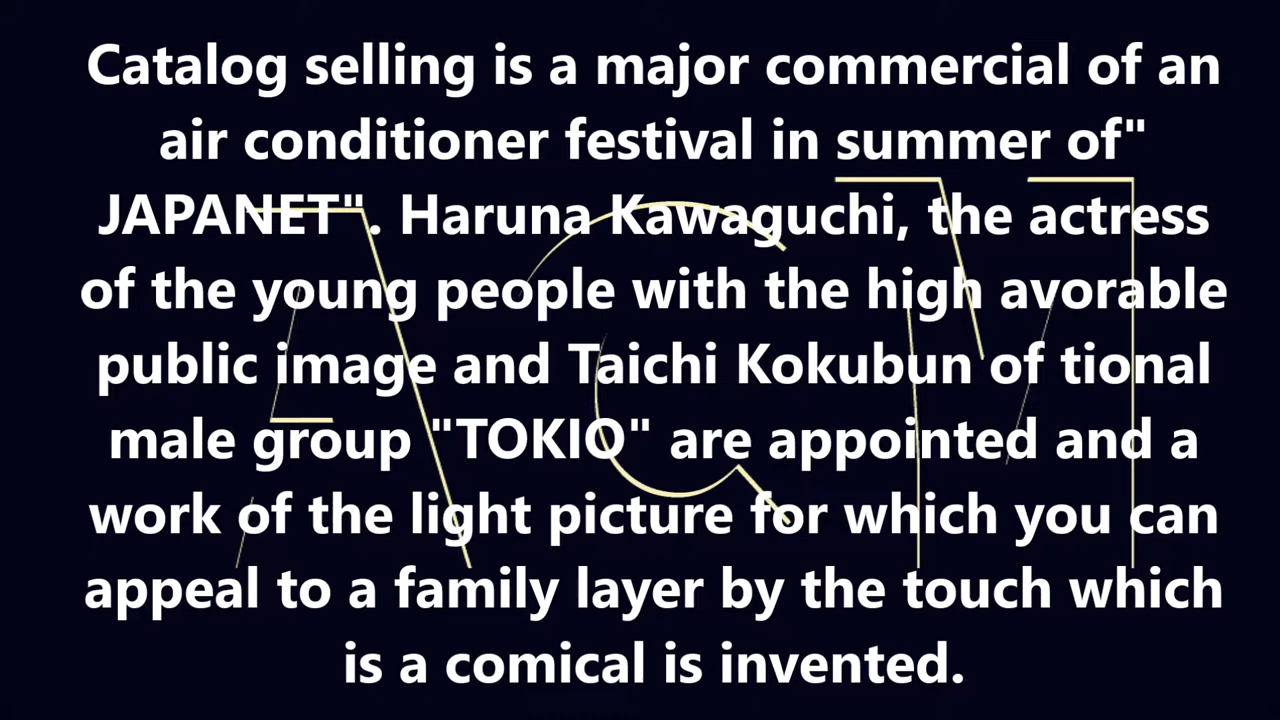 Catalog selling is a major commercial of an
air conditioner festival in summer of"
JAPANET". Haruna Kawaguchi, the actress
of the young people with the high avorable
public image and Taichi Kokubun of tional
male group "TOKIO" are appointed and a
work of the light picture for which you can
appeal to a family layer by the touch which
is a comical is invented.